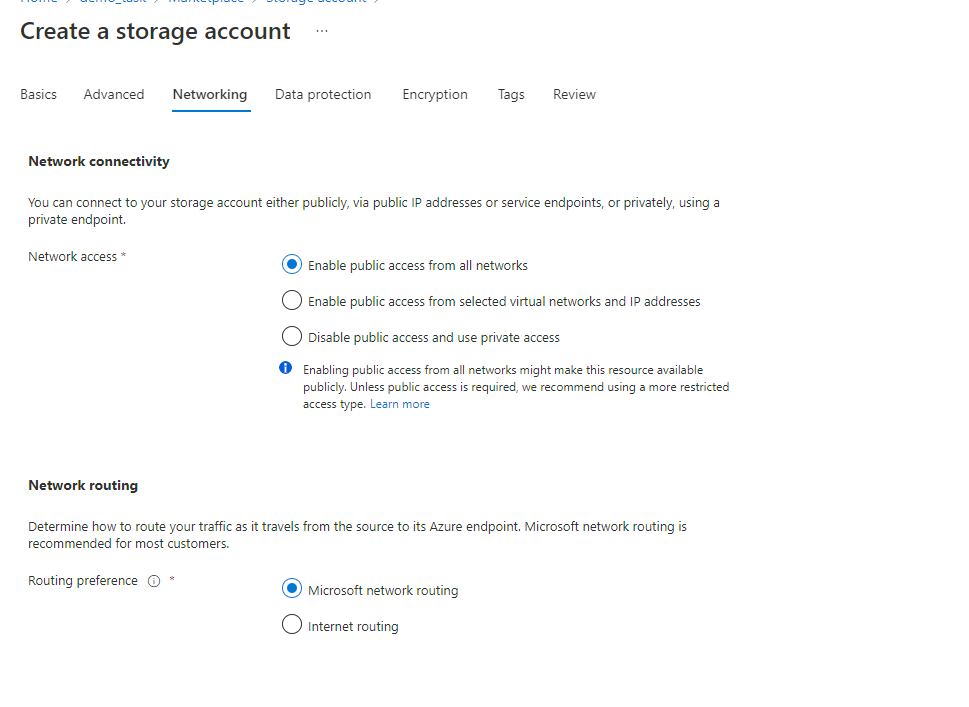 Home > demo_task > Marketplace > Storage account >
Create a storage account ...
Basics Advanced Networking Data protection Encryption Tags Review
Network connectivity
You can connect to your storage account either publicly, via public IP addresses or service endpoints, or privately, using a
private endpoint.
Network access *
Enable public access from all networks
Enable public access from selected virtual networks and IP addresses
Disable public access and use private access
Enabling public access from all networks might make this resource available
publicly. Unless public access is required, we recommend using a more restricted
access type. Learn more
Network routing
Determine how to route your traffic as it travels from the source to its Azure endpoint. Microsoft network routing is
recommended for most customers.
Routing preference *
Microsoft network routing
Internet routing